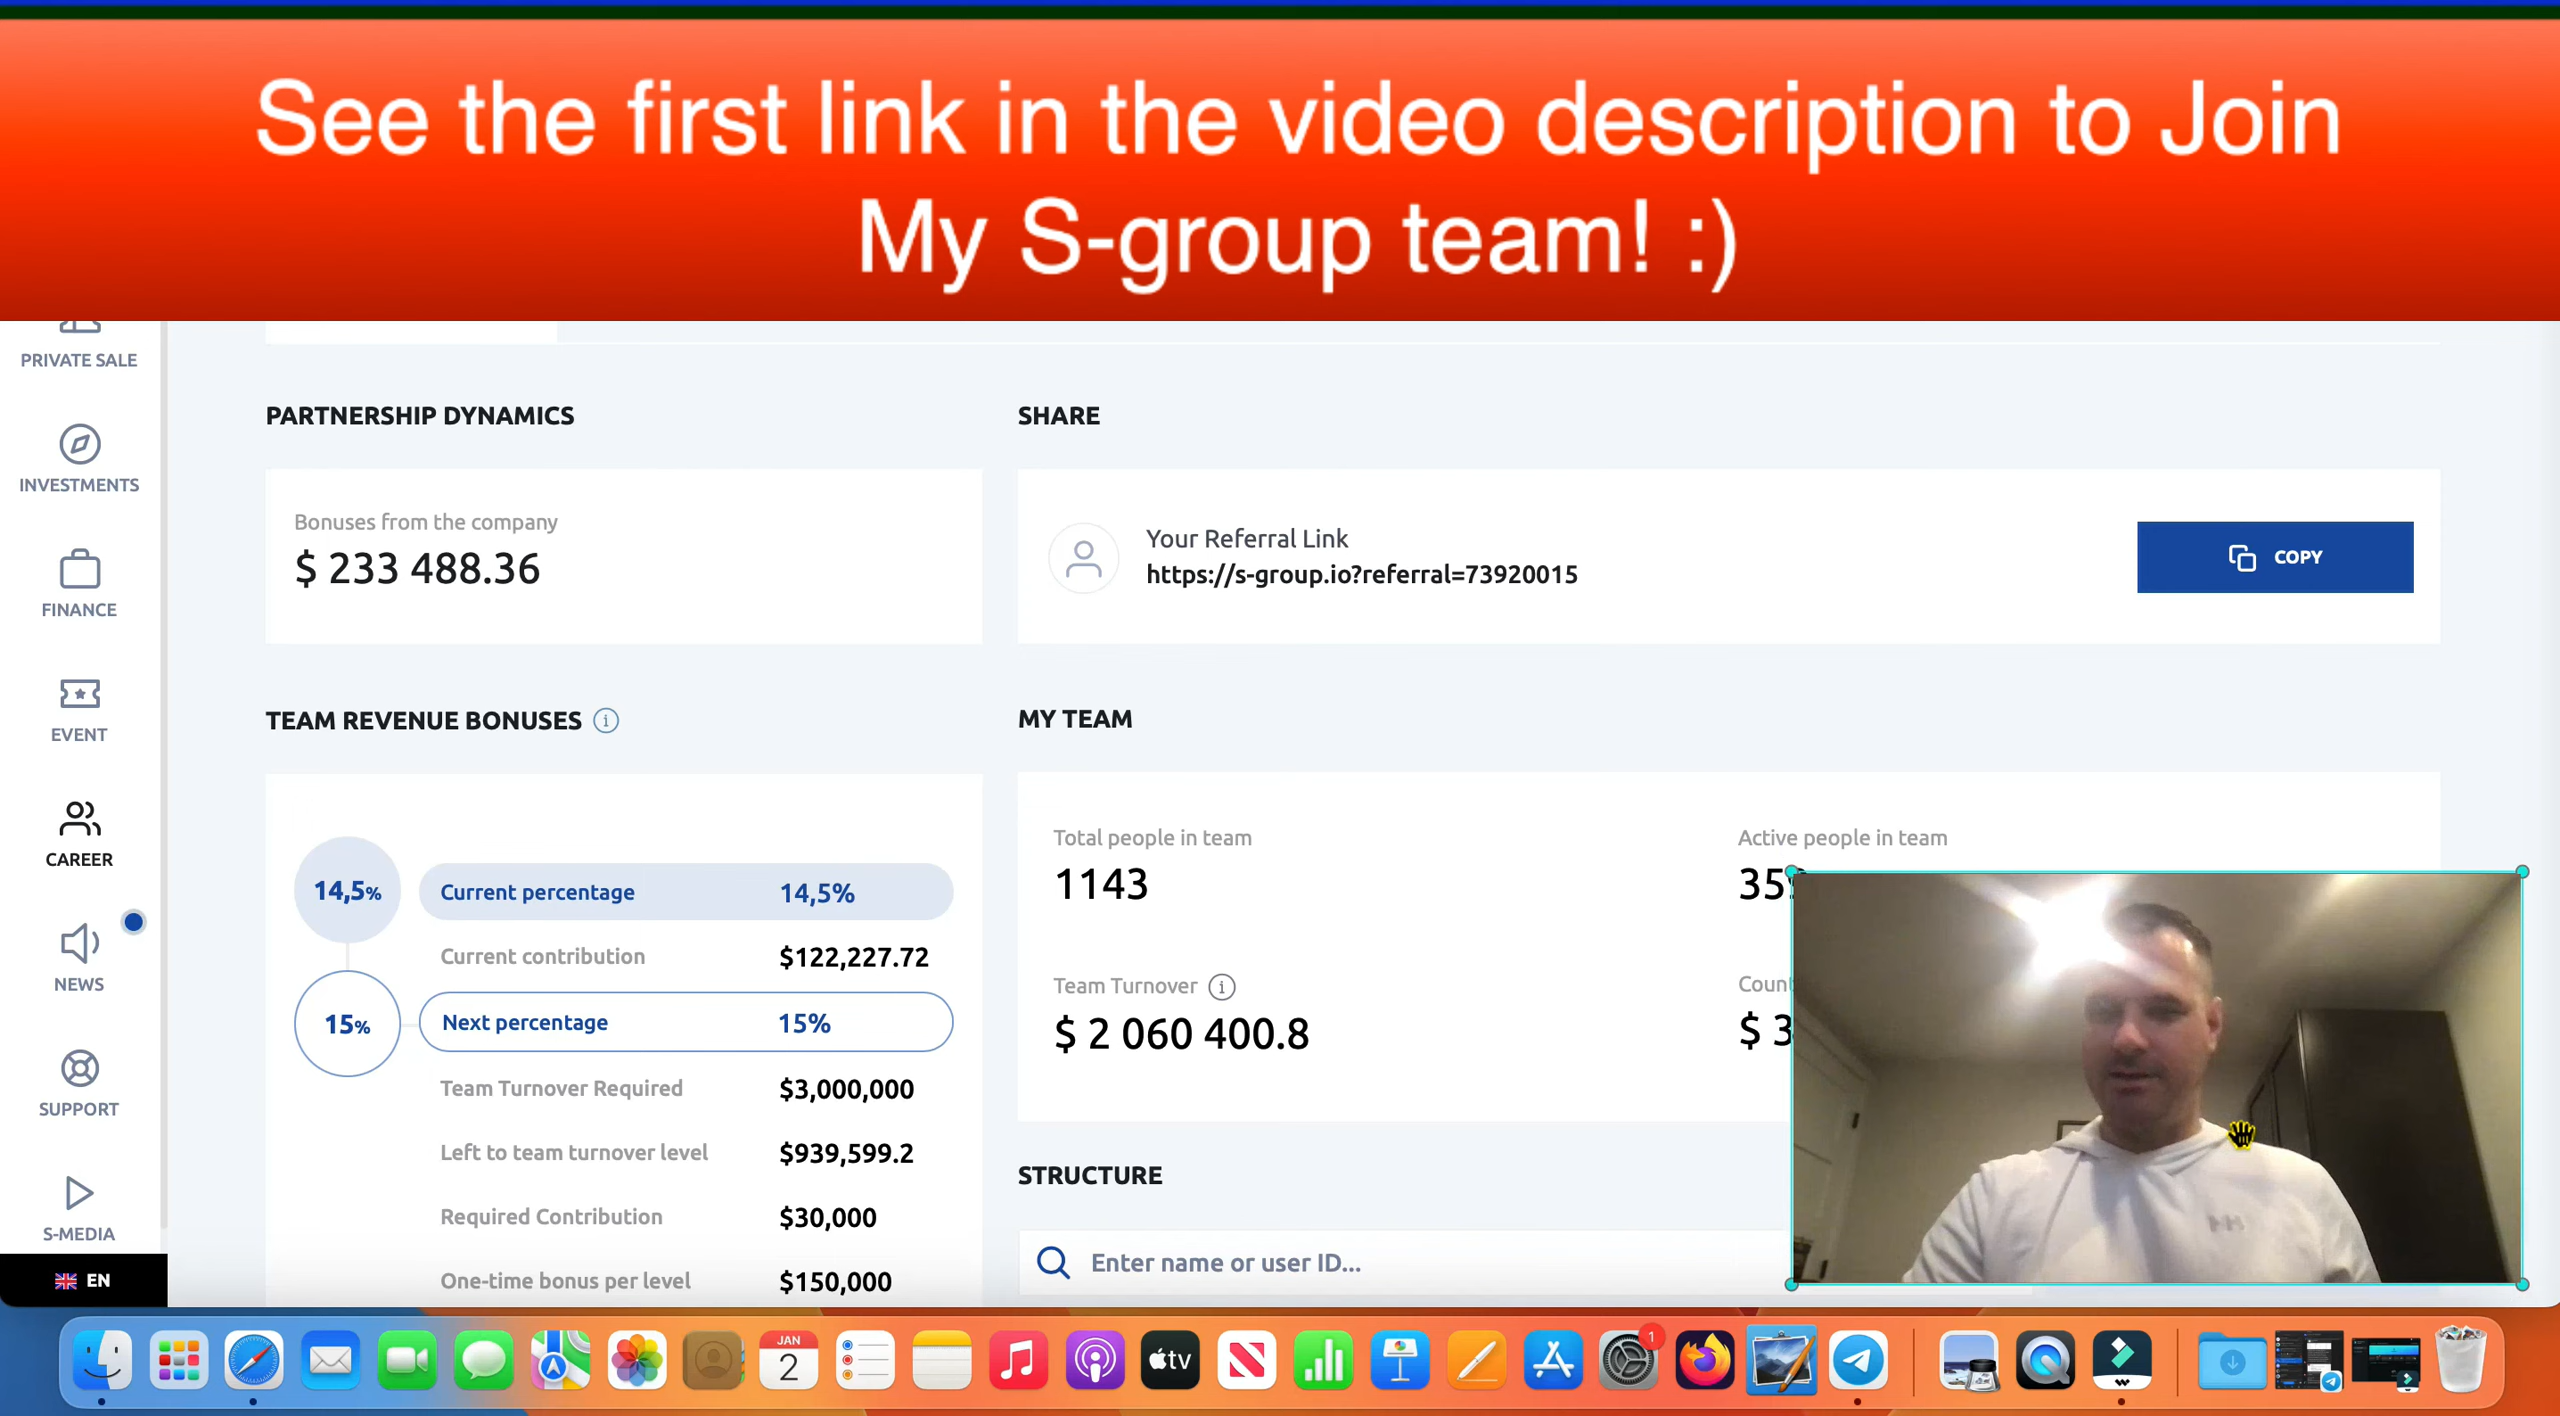 See the first link in the video description to Join
My S-group team! :)
PRIVATE SALE
INVESTMENTS
FINANCE
EVENT
CAREER
NEWS
SUPPORT
S-MEDIA
EN
PARTNERSHIP DYNAMICS
Bonuses from the company
$ 233 488.36
SHARE
Your Referral Link
https://s-group.io?referral=73920015
COPY
TEAM REVENUE BONUSES
14,5%
Current percentage 14,5%
Current contribution $122,227.72
15%
Next percentage 15%
Team Turnover Required $3,000,000
Left to team turnover level $939,599.2
Required Contribution $30,000
One-time bonus per level $150,000
MY TEAM
Total people in team
1143
Active people in team
Team Turnover
$ 2 060 400.8
STRUCTURE
Enter name or user ID...
JAN
2
tv
1